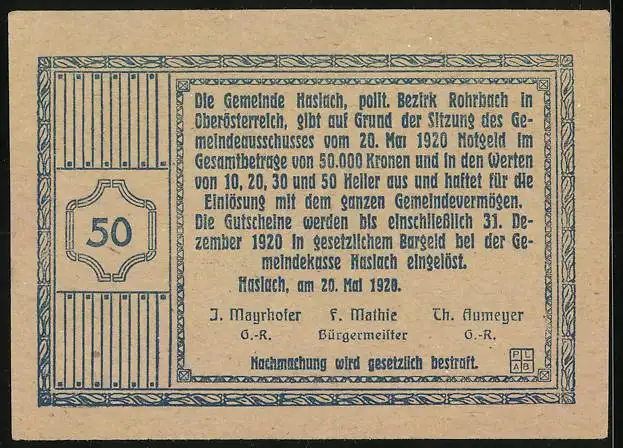 Die Gemeinde Haslach, polit. Bezirk Rohrbach in
Oberösterreich, gibt auf Grund der Sitzung des Ge-
meindeausschusses vom 20. Mai 1920 Notgeld im
Gesamtbetrage von 50.000 Kronen und in den Werten
von 10, 20, 30 und 50 Heller aus und haftet für die
Einlösung mit dem ganzen Gemeindevermögen.
Die Gutscheine werden bis einschließlich 31. De-
zember 1920 in gesetzlichem Bargeld bei der Ge-
meindekasse Haslach eingelöst.
Haslach, am 20. Mai 1920.
J. Mayrhofer F. Mathie Th. Aumeyer
G.-R. Bürgermeister G.-R.
Nachmachung wird gesetzlich bestraft.
50
P L
A B